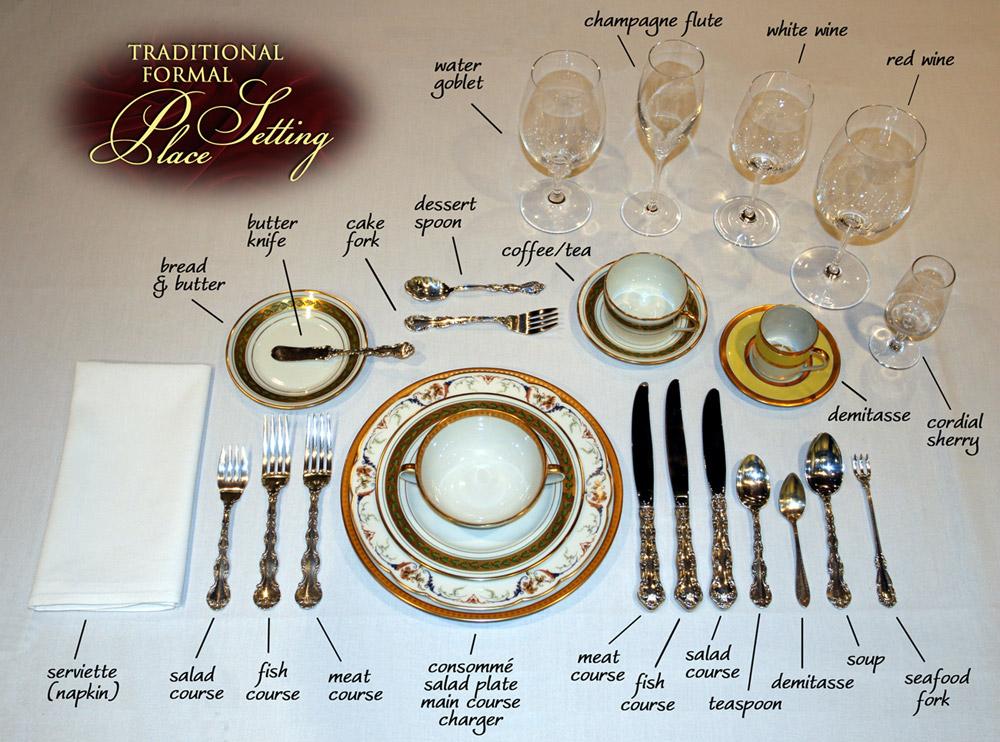 TRADITIONAL
FORMAL
Place Setting
champagne flute
white wine
red wine
water
goblet
dessert
spoon
cake
fork
butter
knife
bread
& butter
coffee/tea
demitasse
cordial
sherry
serviette
(napkin)
salad
course
fish
course
meat
course
consommé
salad plate
main course
charger
meat
course
fish
course
salad
course
teaspoon
demitasse
soup
seafood
fork